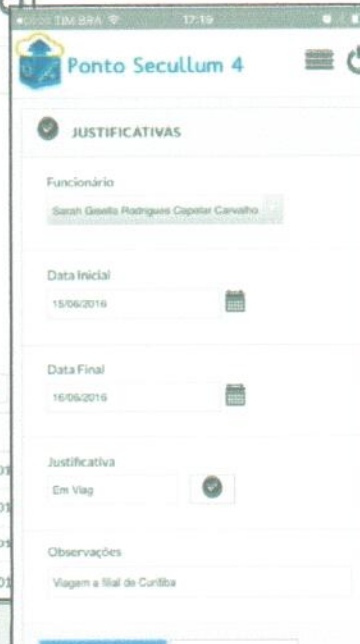 TIM BRA 17:19
Ponto Secullum 4
JUSTIFICATIVAS
Funcionário
Sarah Gisella Rodrigues Capelar Carvalho
Data Inicial
15/06/2016
Data Final
16/06/2016
Justificativa
Em Viag
Observações
Viagem a filial de Curitiba